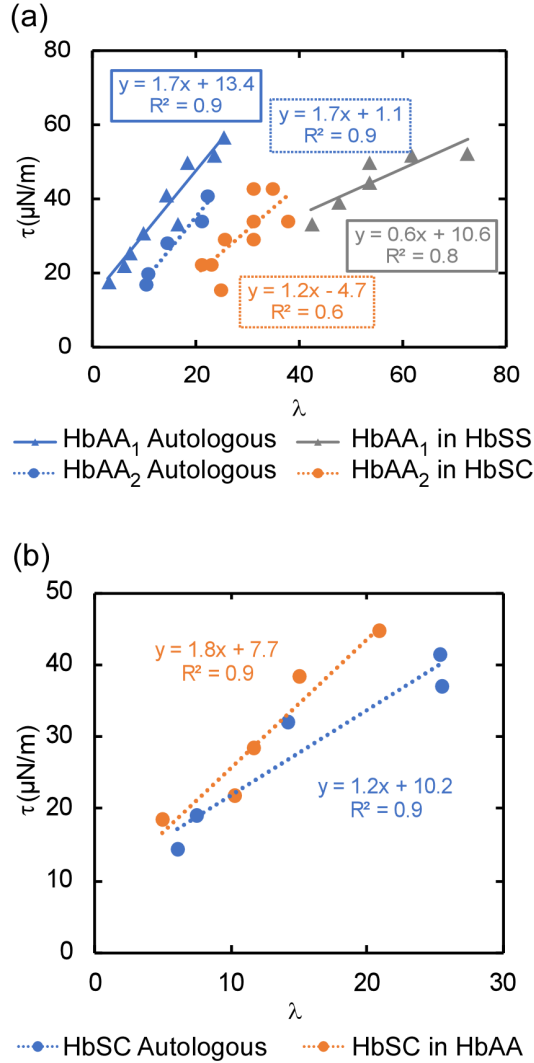 (a)
80
60
40
20
0
τ(µN/m)
y = 1.7x + 13.4
R² = 0.9
y = 1.7x + 1.1
R² = 0.9
y = 0.6x + 10.6
R² = 0.8
y = 1.2x - 4.7
R² = 0.6
0 20 40 60 80
λ
HbAA₁ Autologous HbAA₁ in HbSS
HbAA₂ Autologous HbAA₂ in HbSC
(b)
50
40
30
20
10
0
τ(µN/m)
y = 1.8x + 7.7
R² = 0.9
y = 1.2x + 10.2
R² = 0.9
0 10 20 30
λ
HbSC Autologous HbSC in HbAA